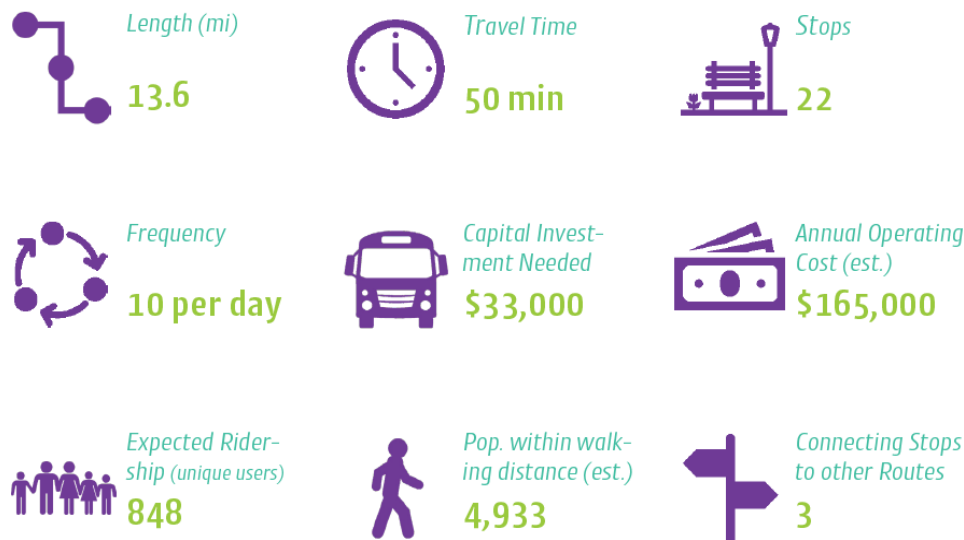 Length (mi)
13.6
Travel Time
50 min
Stops
22
Frequency
10 per day
Capital Invest-
ment Needed
$33,000
Annual Operating
Cost (est.)
$165,000
Expected Rider-
ship (unique users)
848
Pop. within walk-
ing distance (est.)
4,933
Connecting Stops
to other Routes
3